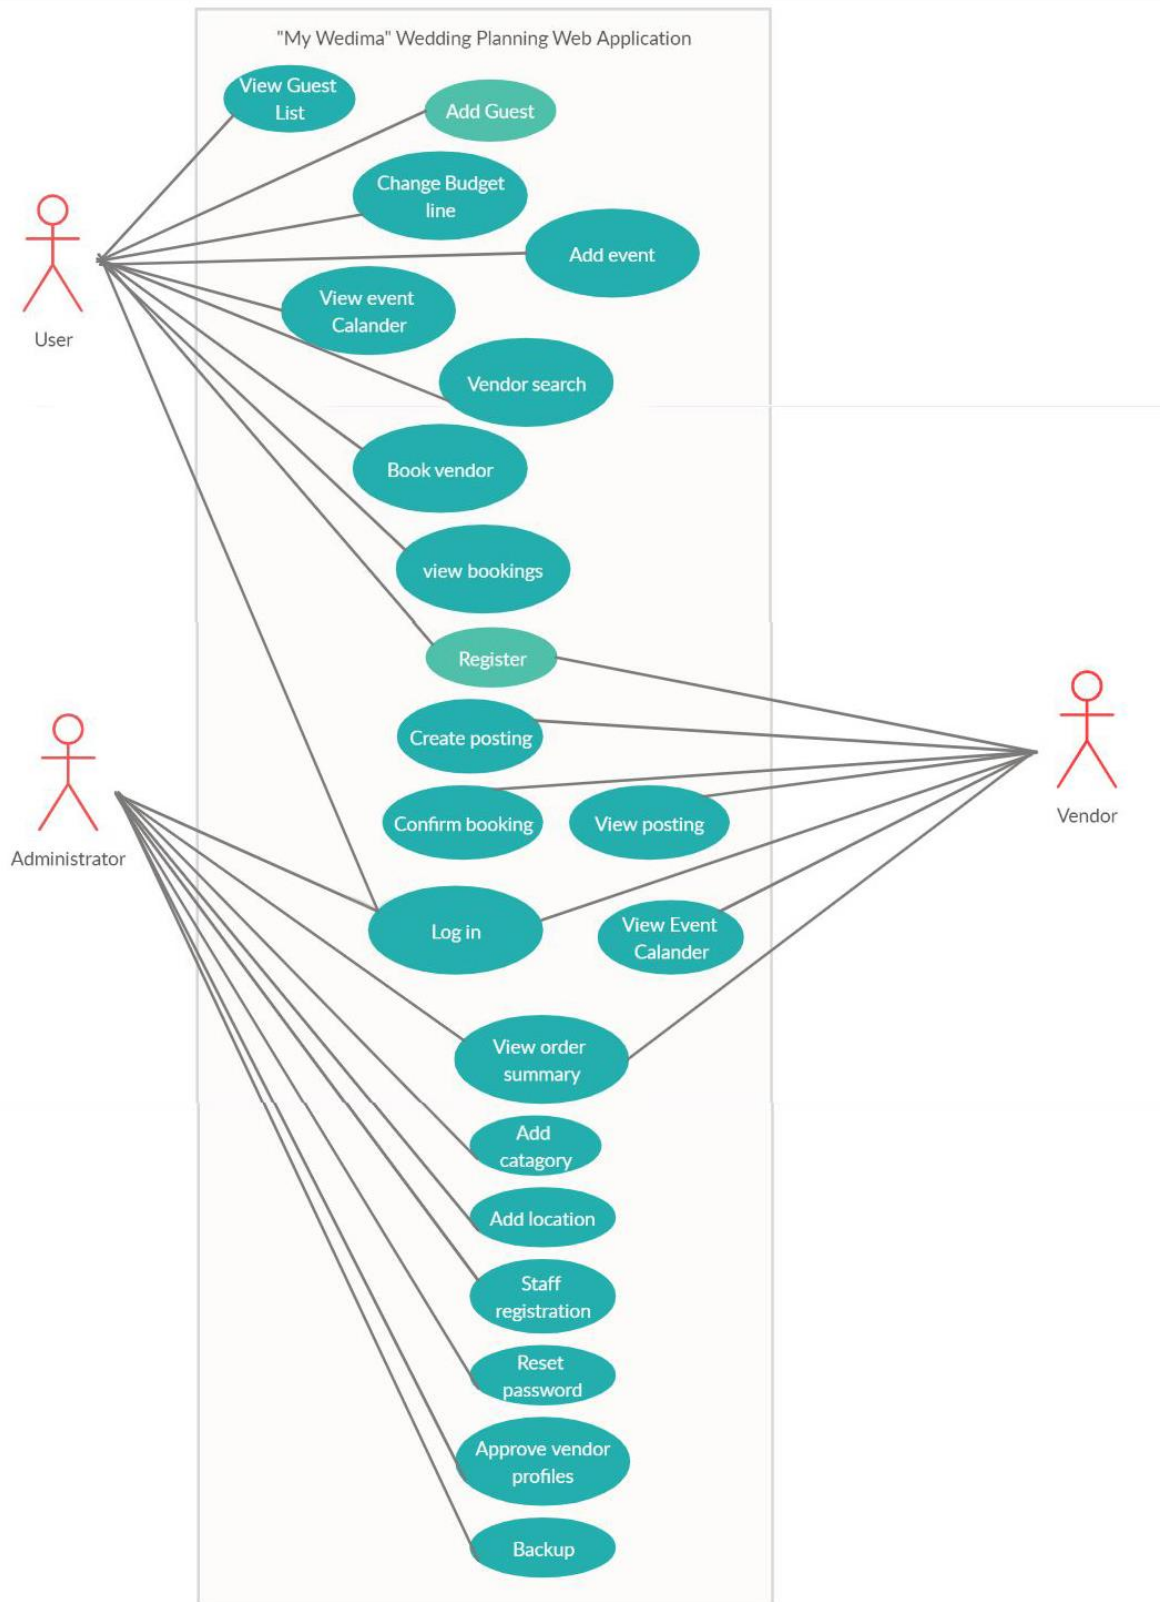 "My Wedima" Wedding Planning Web Application
View Guest
List
Add Guest
Change Budget
line
Add event
View event
Calander
User
Vendor search
Book vendor
view bookings
Register
Create posting
Confirm booking
View posting
Vendor
Administrator
Log in
View Event
Calander
View order
summary
Add
catagory
Add location
Staff
registration
Reset
password
Approve vendor
profiles
Backup